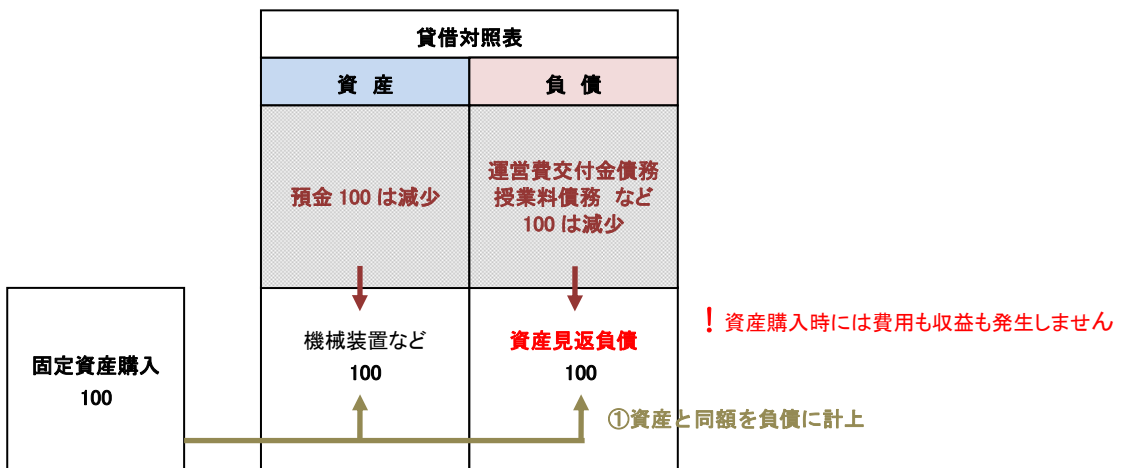 貸借対照表
資 産
負 債
預金 100 は減少
運営費交付金債務
授業料債務 など
100 は減少
固定資産購入
100
機械装置など
100
資産見返負債
100
！資産購入時には費用も収益も発生しません
①資産と同額を負債に計上